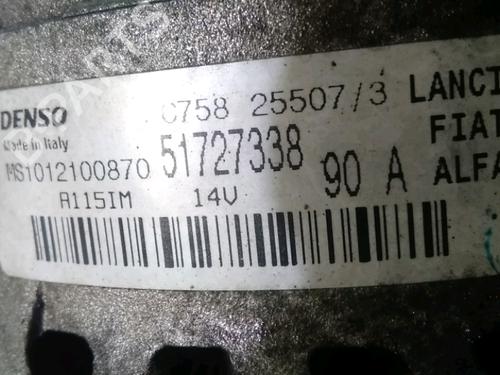 DENSO C758 25507/3 LANCI
Made in Italy FIAT
MS1012100870 51727338 90 A ALFA
A115IM 14V